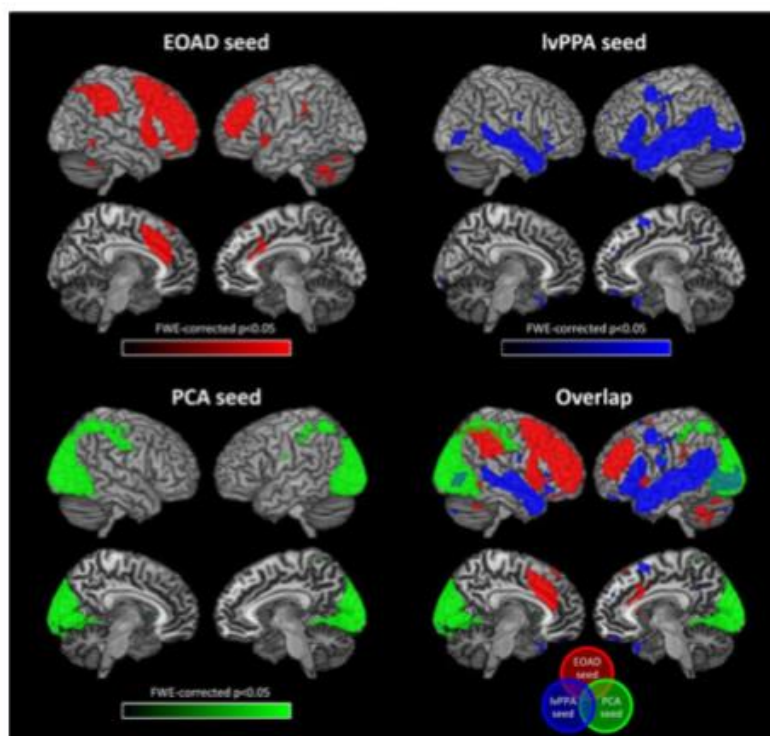 EOAD seed
lvPPA seed
FWE-corrected p<0.05
FWE-corrected p<0.05
PCA seed
Overlap
FWE-corrected p<0.05
EOAD
seed
lvPPA
seed
PCA
seed